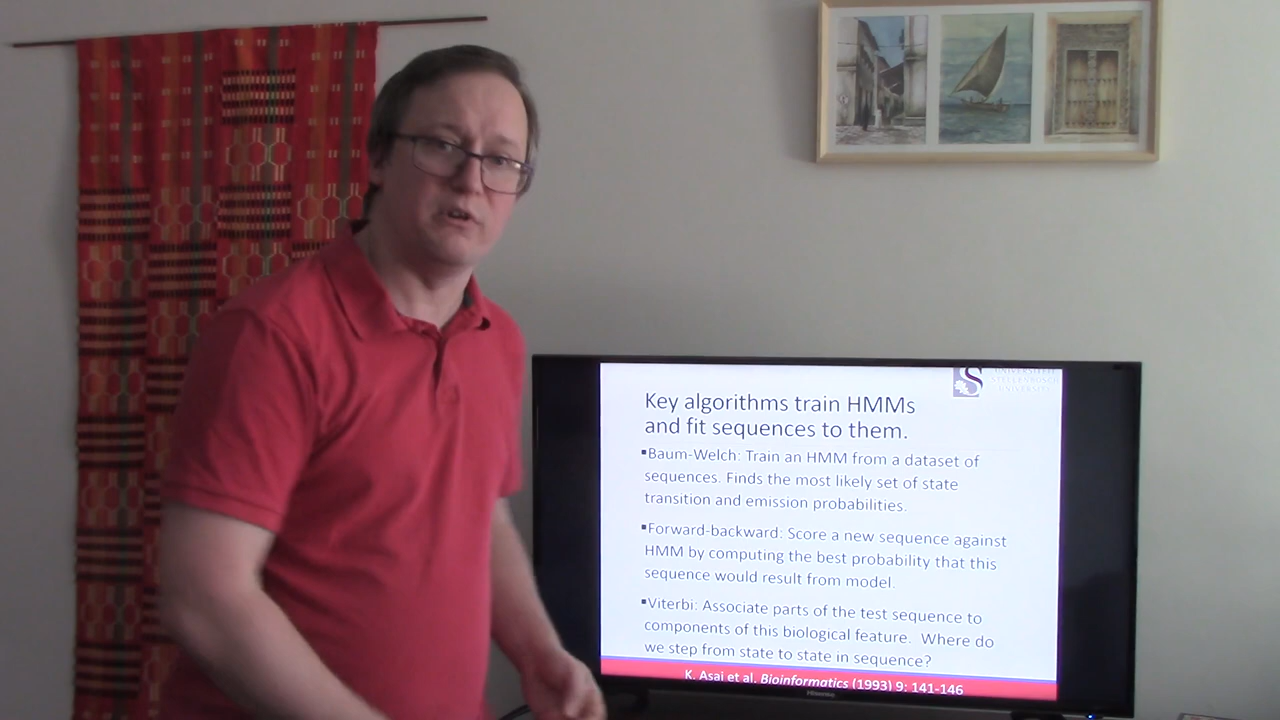 UNIVERSITEIT
STELLENBOSCH
UNIVERSITY
Key algorithms train HMMs
and fit sequences to them.
▪Baum-Welch: Train an HMM from a dataset of
sequences. Finds the most likely set of state
transition and emission probabilities.
▪Forward-backward: Score a new sequence against
HMM by computing the best probability that this
sequence would result from model.
▪Viterbi: Associate parts of the test sequence to
components of this biological feature. Where do
we step from state to state in sequence?
K. Asai et al. Bioinformatics (1993) 9: 141-146
Hisense